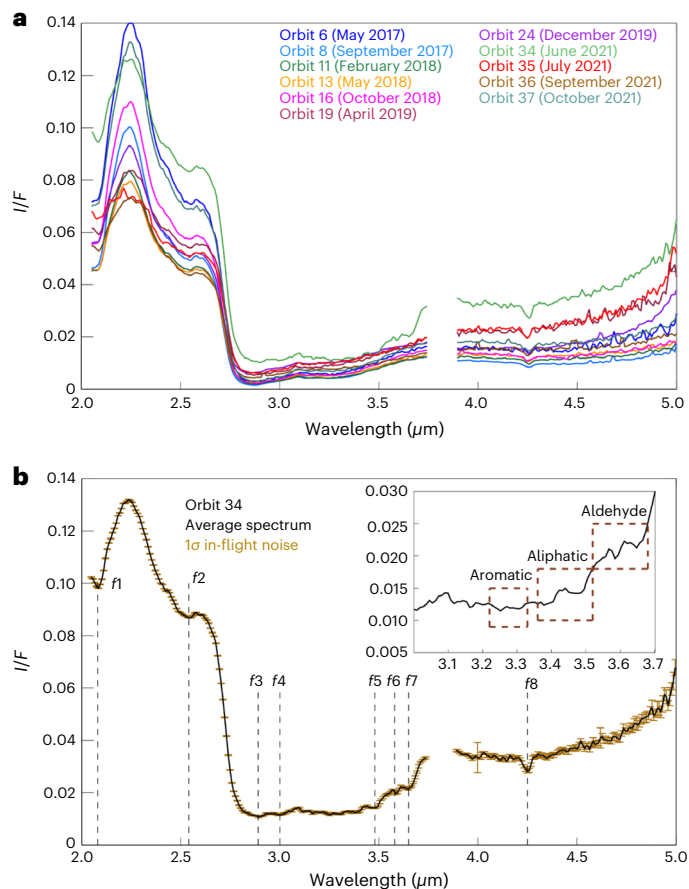 a
0.14
0.12
0.10
0.08
0.06
0.04
0.02
0
I/F
Orbit 6 (May 2017)
Orbit 8 (September 2017)
Orbit 11 (February 2018)
Orbit 13 (May 2018)
Orbit 16 (October 2018)
Orbit 19 (April 2019)
Orbit 24 (December 2019)
Orbit 34 (June 2021)
Orbit 35 (July 2021)
Orbit 36 (September 2021)
Orbit 37 (October 2021)
2.0 2.5 3.0 3.5 4.0 4.5 5.0
Wavelength (µm)
b
0.14
0.12
0.10
0.08
0.06
0.04
0.02
0
I/F
Orbit 34
Average spectrum
1σ in-flight noise
f1
f2
f3
f4
f5
f6
f7
f8
0.030
0.025
0.020
0.015
0.010
0.005
Aromatic
Aliphatic
Aldehyde
3.1 3.2 3.3 3.4 3.5 3.6 3.7
2.0 2.5 3.0 3.5 4.0 4.5 5.0
Wavelength (µm)